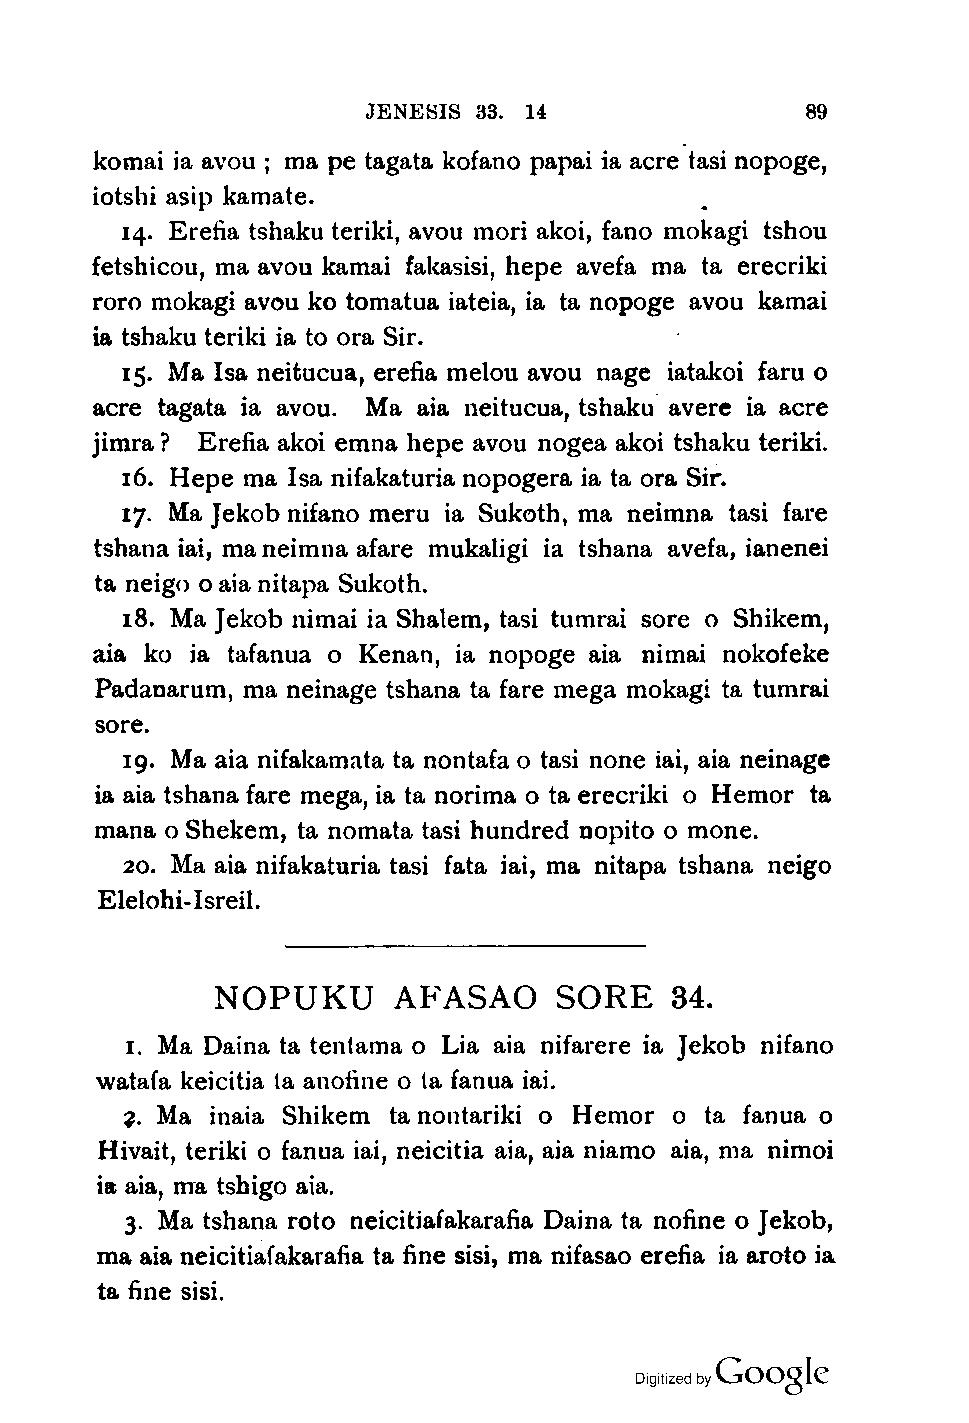 JENESIS 33. 14 89
komai ia avou ; ma pe tagata kofano papai ia acre tasi nopoge,
iotshi asip kamate.
14. Erefia tshaku teriki, avou mori akoi, fano mokagi tshou
fetshicou, ma avou kamai fakasisi, hepe avefa ma ta erecriki
roro mokagi avou ko tomatua iateia, ia ta nopoge avou kamai
ia tshaku teriki ia to ora Sir.
15. Ma Isa neitucua, erefia melou avou nage iatakoi faru o
acre tagata ia avou. Ma aia neitucua, tshaku avere ia acre
jimra ? Erefia akoi emna hepe avou nogea akoi tshaku teriki.
16. Hepe ma Isa nifakaturia nopogera ia ta ora Sir.
17. Ma Jekob nifano meru ia Sukoth, ma neimna tasi fare
tshana iai, ma neimna afare mukaligi ia tshana avefa, ianenei
ta neigo o aia nitapa Sukoth.
18. Ma Jekob nimai ia Shalem, tasi tumrai sore o Shikem,
aia ko ia tafanua o Kenan, ia nopoge aia nimai nokofeke
Padanarum, ma neinage tshana ta fare mega mokagi ta tumrai
sore.
19. Ma aia nifakamata ta nontafa o tasi none iai, aia neinage
ia aia tshana fare mega, ia ta norima o ta erecriki o Hemor ta
mana o Shekem, ta nomata tasi hundred nopito o mone.
20. Ma aia nifakaturia tasi fata iai, ma nitapa tshana neigo
Elelohi-Isreil.
NOPUKU AFASAO SORE 34.
1. Ma Daina ta tentama o Lia aia nifarere ia Jekob nifano
watafa keicitia ta anofine o ta fanua iai.
2. Ma inaia Shikem ta nontariki o Hemor o ta fanua o
Hivait, teriki o fanua iai, neicitia aia, aia niamo aia, ma nimoi
ia aia, ma tshigo aia.
3. Ma tshana roto neicitiafakarafia Daina ta nofine o Jekob,
ma aia neicitiafakarafia ta fine sisi, ma nifasao erefia ia aroto ia
ta fine sisi.
Digitized by Google